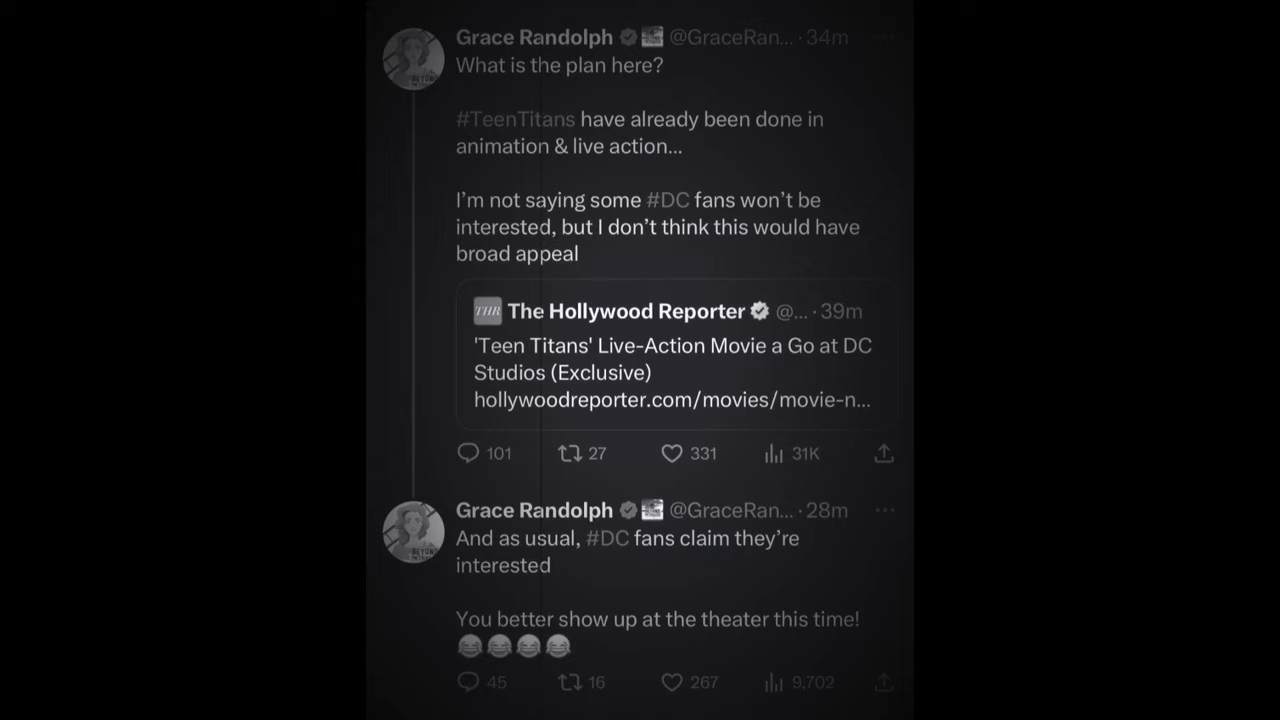 Grace Randolph @GraceRan... · 34m
What is the plan here?
#TeenTitans have already been done in
animation & live action...
I'm not saying some #DC fans won't be
interested, but I don't think this would have
broad appeal
THR The Hollywood Reporter @... · 39m
'Teen Titans' Live-Action Movie a Go at DC
Studios (Exclusive)
hollywoodreporter.com/movies/movie-n...
101 27 331 31K
Grace Randolph @GraceRan... · 28m
And as usual, #DC fans claim they're
interested
You better show up at the theater this time!
😂😂😂😂
45 16 267 9,702